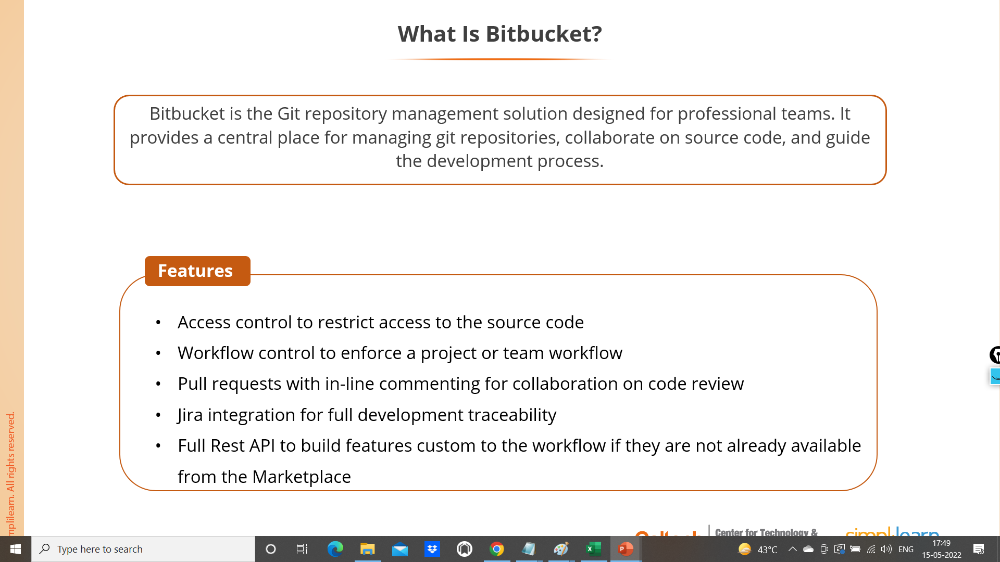 What Is Bitbucket?
Bitbucket is the Git repository management solution designed for professional teams. It
provides a central place for managing git repositories, collaborate on source code, and guide
the development process.
Features
• Access control to restrict access to the source code
• Workflow control to enforce a project or team workflow
• Pull requests with in-line commenting for collaboration on code review
• Jira integration for full development traceability
• Full Rest API to build features custom to the workflow if they are not already available
from the Marketplace
mplilearn. All rights reserved.
Center for Technology &
simplilearn
Type here to search
43°C
ENG
17:49
15-05-2022